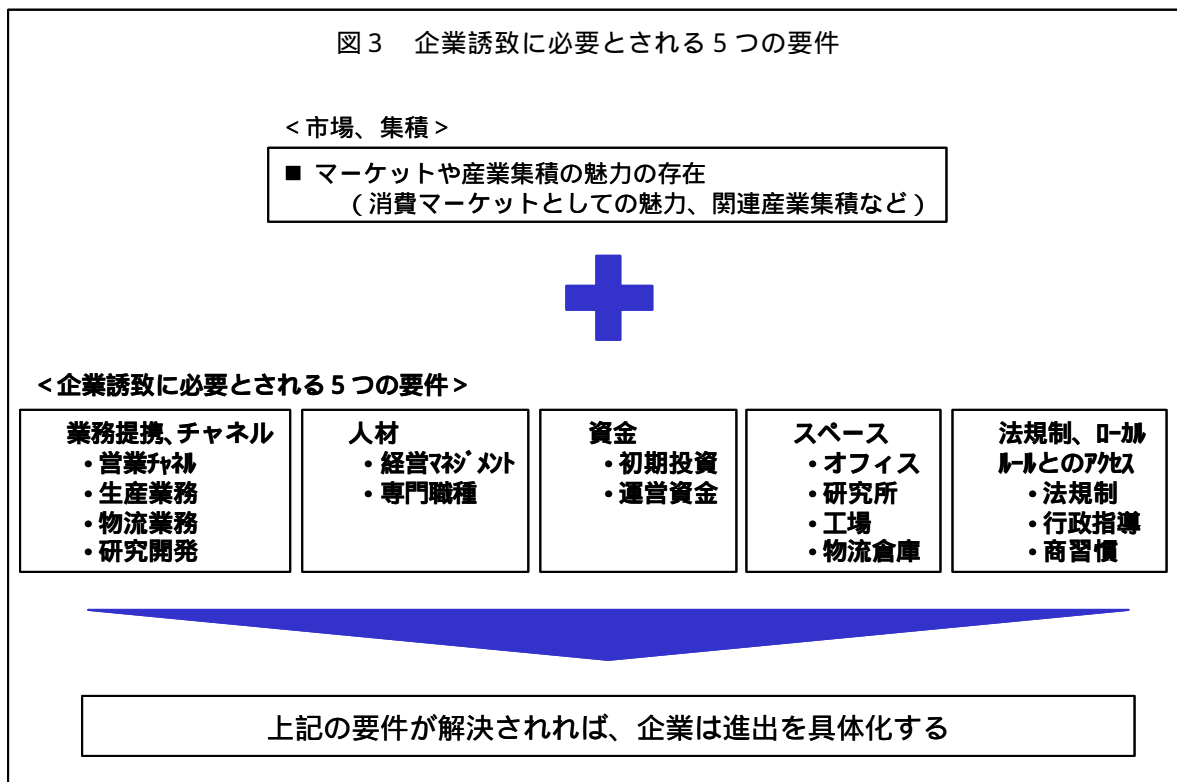 図3　企業誘致に必要とされる5つの要件
<市場、集積>
■ マーケットや産業集積の魅力の存在
(消費マーケットとしての魅力、関連産業集積など)
<企業誘致に必要とされる5つの要件>
業務提携、チャネル
・営業ﾁｬﾈﾙ
・生産業務
・物流業務
・研究開発
人材
・経営ﾏﾈｼﾞﾒﾝﾄ
・専門職種
資金
・初期投資
・運営資金
スペース
・オフィス
・研究所
・工場
・物流倉庫
法規制、ﾛｰｶﾙ
ﾙｰﾙとのｱｸｾｽ
・法規制
・行政指導
・商習慣
上記の要件が解決されれば、企業は進出を具体化する